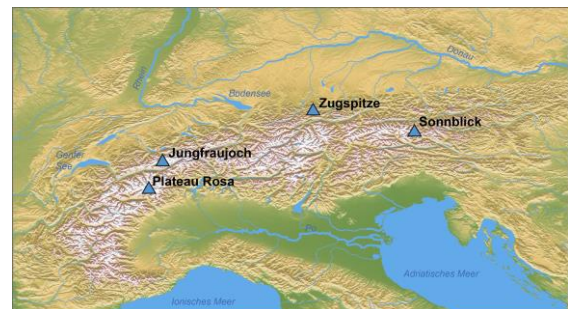 Donau
Rhein
Bodensee
Zugspitze
Sonnblick
Genfer
See
Jungfraujoch
Plateau Rosa
Po
Adriatisches Meer
Ionisches Meer